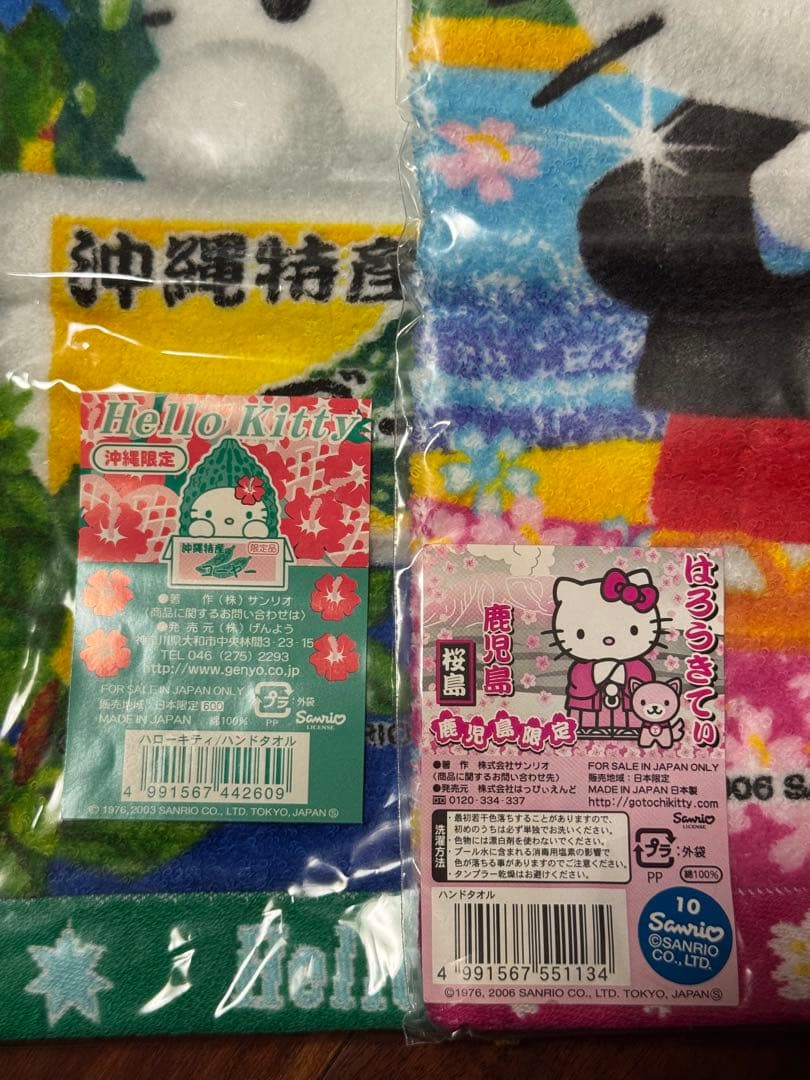 沖縄特産
Hello Kitty
沖縄限定
沖縄特産 限定品
ゴーヤー
●著 作 (株) サンリオ
〈商品に関するお問い合わせは〉
●発 売 元 (株) げんよう
神奈川県大和市中央林間3-23-15
TEL 046 (275) 2293
http://www.genyo.co.jp
FOR SALE IN JAPAN ONLY
販売地域:日本限定 600
MADE IN JAPAN 綿100%
プラ :外袋
PP
Sanrio
LICENSE
ハローキティ/ハンドタオル
4 991567 442609
© 1976, 2003 SANRIO CO., LTD. TOKYO, JAPAN Ⓢ
はろうきてぃ
鹿児島
桜島
鹿児島限定
●著 作 株式会社サンリオ
〈商品に関するお問い合わせ先〉
●発売元 株式会社はっぴぃえんど
0120-334-337
FOR SALE IN JAPAN ONLY
販売地域:日本限定
MADE IN JAPAN 日本製
http://gotochikitty.com
Sanrio
LICENSE
洗濯方法
・最初若干色落ちすることがありますので、
初めのうちは必ず単独でお洗いください。
・色物には漂白剤を使わないでください。
・プール水に含まれる消毒用塩素の影響で
色が落ちる事がありますのでご注意ください。
・タンブラー乾燥はお避けください。
プラ :外袋
PP
綿100%
ハンドタオル
4 991567 551134
10
Sanrio
©SANRIO
CO., LTD.
©1976, 2006 SANRIO CO., LTD. TOKYO, JAPAN Ⓢ